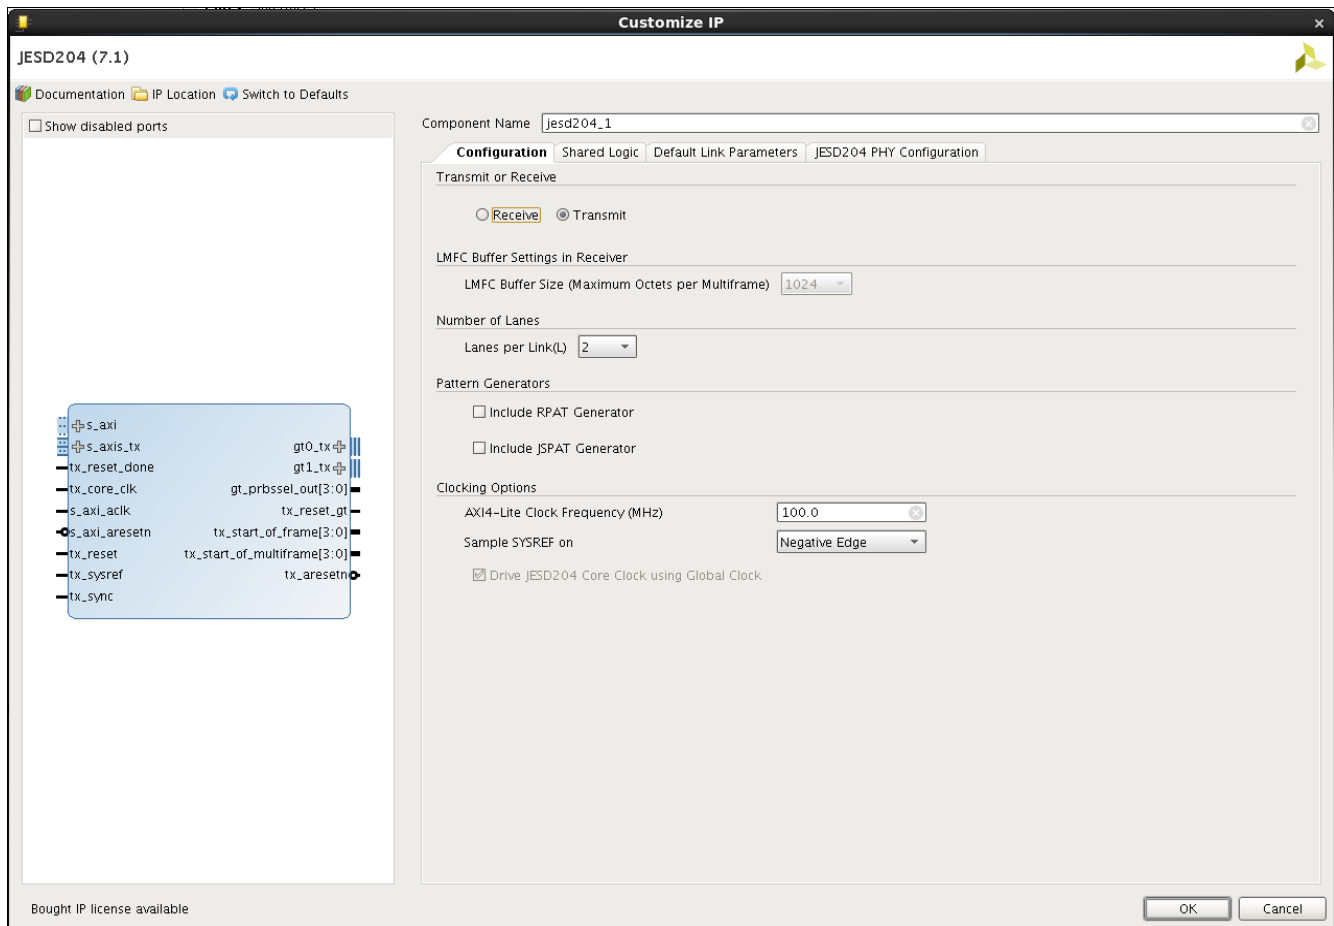 Customize IP
JESD204 (7.1)
Documentation IP Location Switch to Defaults
Show disabled ports
s_axi
s_axis_tx
tx_reset_done
tx_core_clk
s_axi_aclk
s_axi_aresetn
tx_reset
tx_sysref
tx_sync
gt0_tx
gt1_tx
gt_prbssel_out[3:0]
tx_reset_gt
tx_start_of_frame[3:0]
tx_start_of_multiframe[3:0]
tx_aresetn
Component Name jesd204_1
Configuration Shared Logic Default Link Parameters JESD204 PHY Configuration
Transmit or Receive
Receive Transmit
LMFC Buffer Settings in Receiver
LMFC Buffer Size (Maximum Octets per Multiframe) 1024
Number of Lanes
Lanes per Link(L) 2
Pattern Generators
Include RPAT Generator
Include JSPAT Generator
Clocking Options
AXI4-Lite Clock Frequency (MHz) 100.0
Sample SYSREF on Negative Edge
Drive JESD204 Core Clock using Global Clock
Bought IP license available
OK Cancel